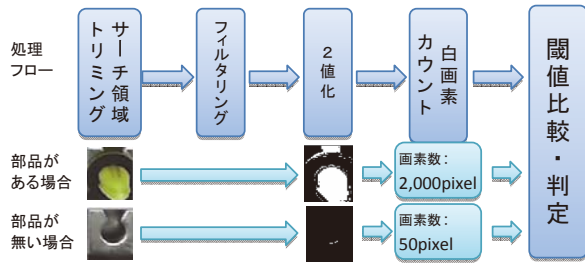 処理
フロー
サーチ領域
トリミング
フィルタリング
2値化
白画素
カウント
閾値比較・判定
部品が
ある場合
画素数:
2,000pixel
部品が
無い場合
画素数:
50pixel